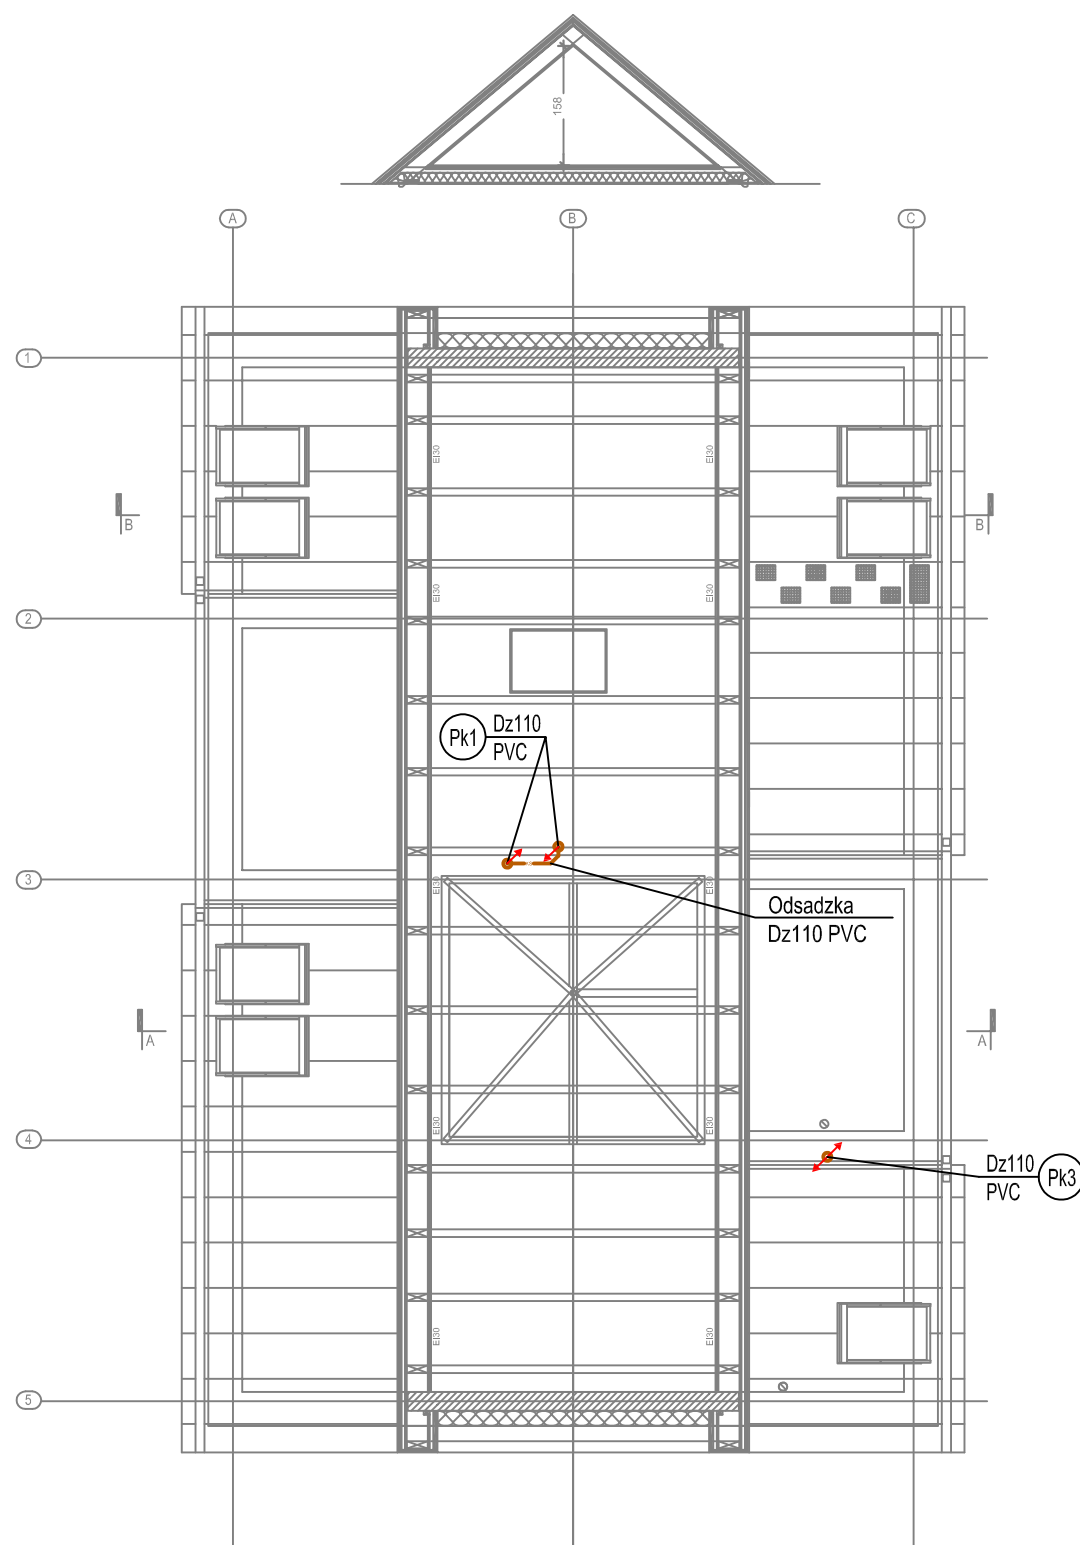 158
A
B
C
1
EI30
EI30
B
B
EI30
EI30
2
Pk1
Dz110
PVC
3
EI30
EI30
Odsadzka
Dz110 PVC
A
A
EI30
EI30
4
Dz110
PVC
Pk3
EI30
EI30
5